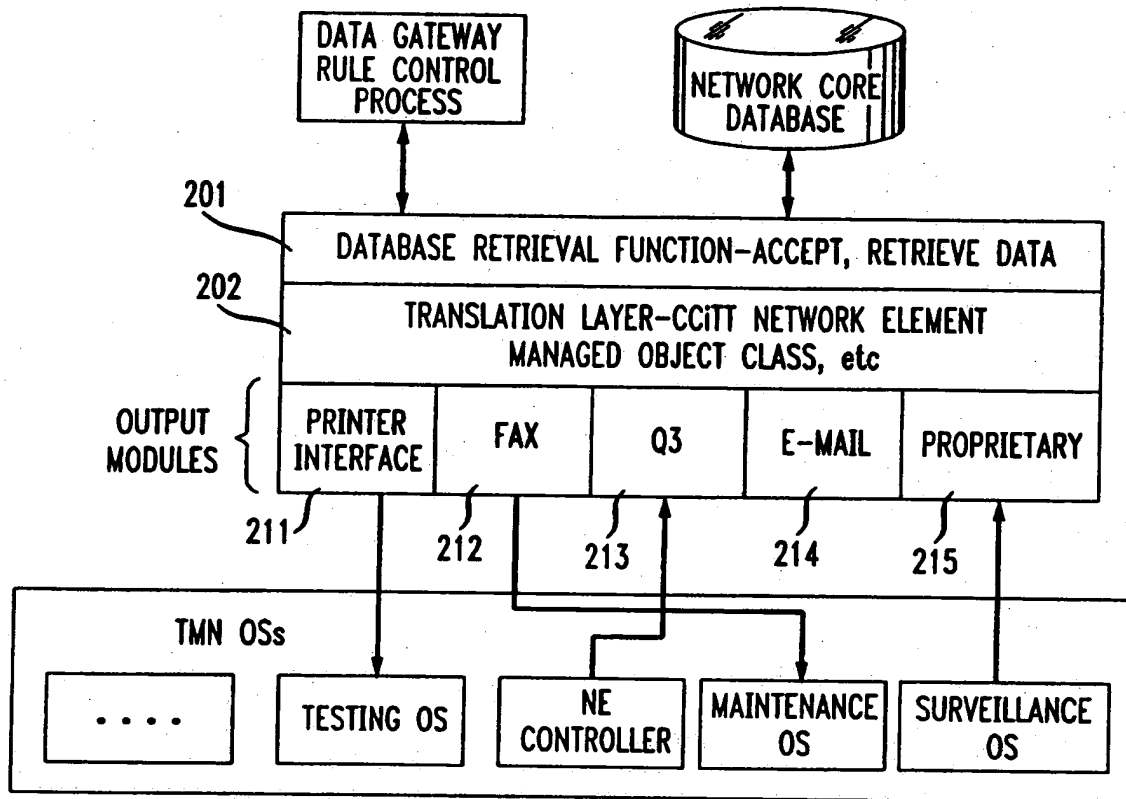 DATA GATEWAY
RULE CONTROL
PROCESS
NETWORK CORE
DATABASE
201
DATABASE RETRIEVAL FUNCTION-ACCEPT, RETRIEVE DATA
202
TRANSLATION LAYER-CCiTT NETWORK ELEMENT
MANAGED OBJECT CLASS, etc
OUTPUT
MODULES
PRINTER
INTERFACE
FAX
Q3
E-MAIL
PROPRIETARY
211
212
213
214
215
TMN OSs
. . . .
TESTING OS
NE
CONTROLLER
MAINTENANCE
OS
SURVEILLANCE
OS